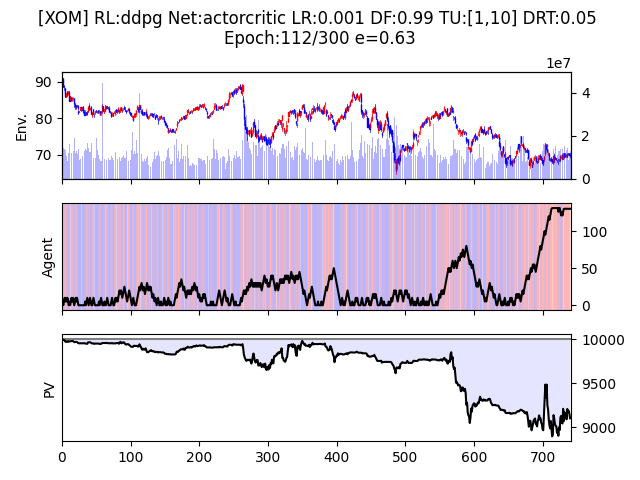 [XOM] RL:ddpg Net:actorcritic LR:0.001 DF:0.99 TU:[1,10] DRT:0.05
Epoch:112/300 e=0.63
1e7
90
80
70
Env.
4
2
0
Agent
100
50
0
PV
10000
9500
9000
0 100 200 300 400 500 600 700